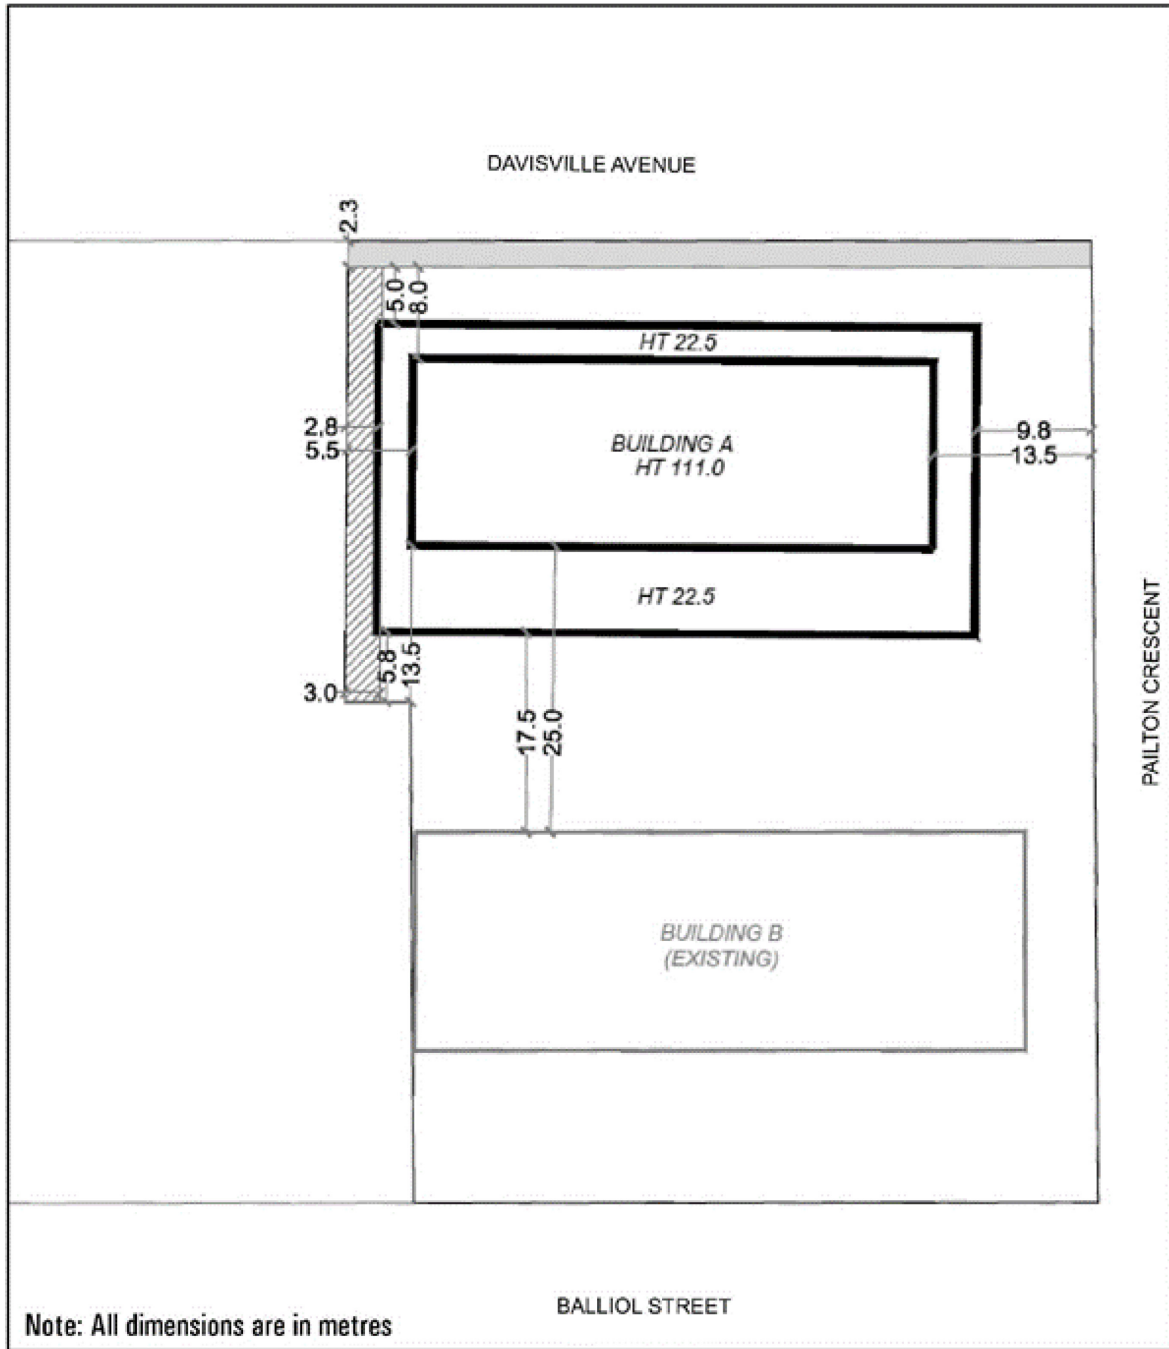 DAVISVILLE AVENUE
2.3
5.0
8.0
HT 22.5
2.8
5.5
BUILDING A
HT 111.0
9.8
13.5
HT 22.5
PAILTON CRESCENT
3.0
5.8
13.5
17.5
25.0
BUILDING B
(EXISTING)
BALLIOL STREET
Note: All dimensions are in metres